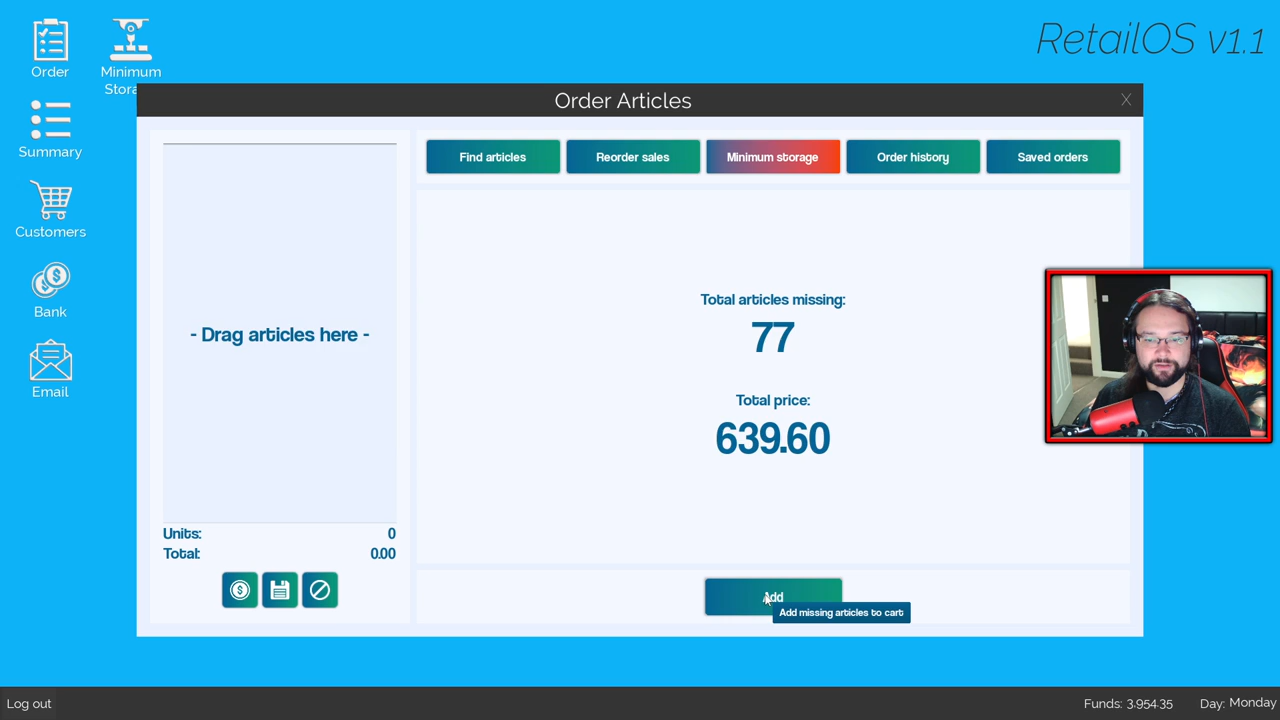 RetailOS v1.1
Order
Minimum
Stora
Summary
Customers
Bank
Email
Order Articles
X
Find articles
Reorder sales
Minimum storage
Order history
Saved orders
- Drag articles here -
Total articles missing:
77
Total price:
639.60
Units: 0
Total: 0.00
Add
Add missing articles to cart
Log out
Funds: 3,954.35
Day: Monday